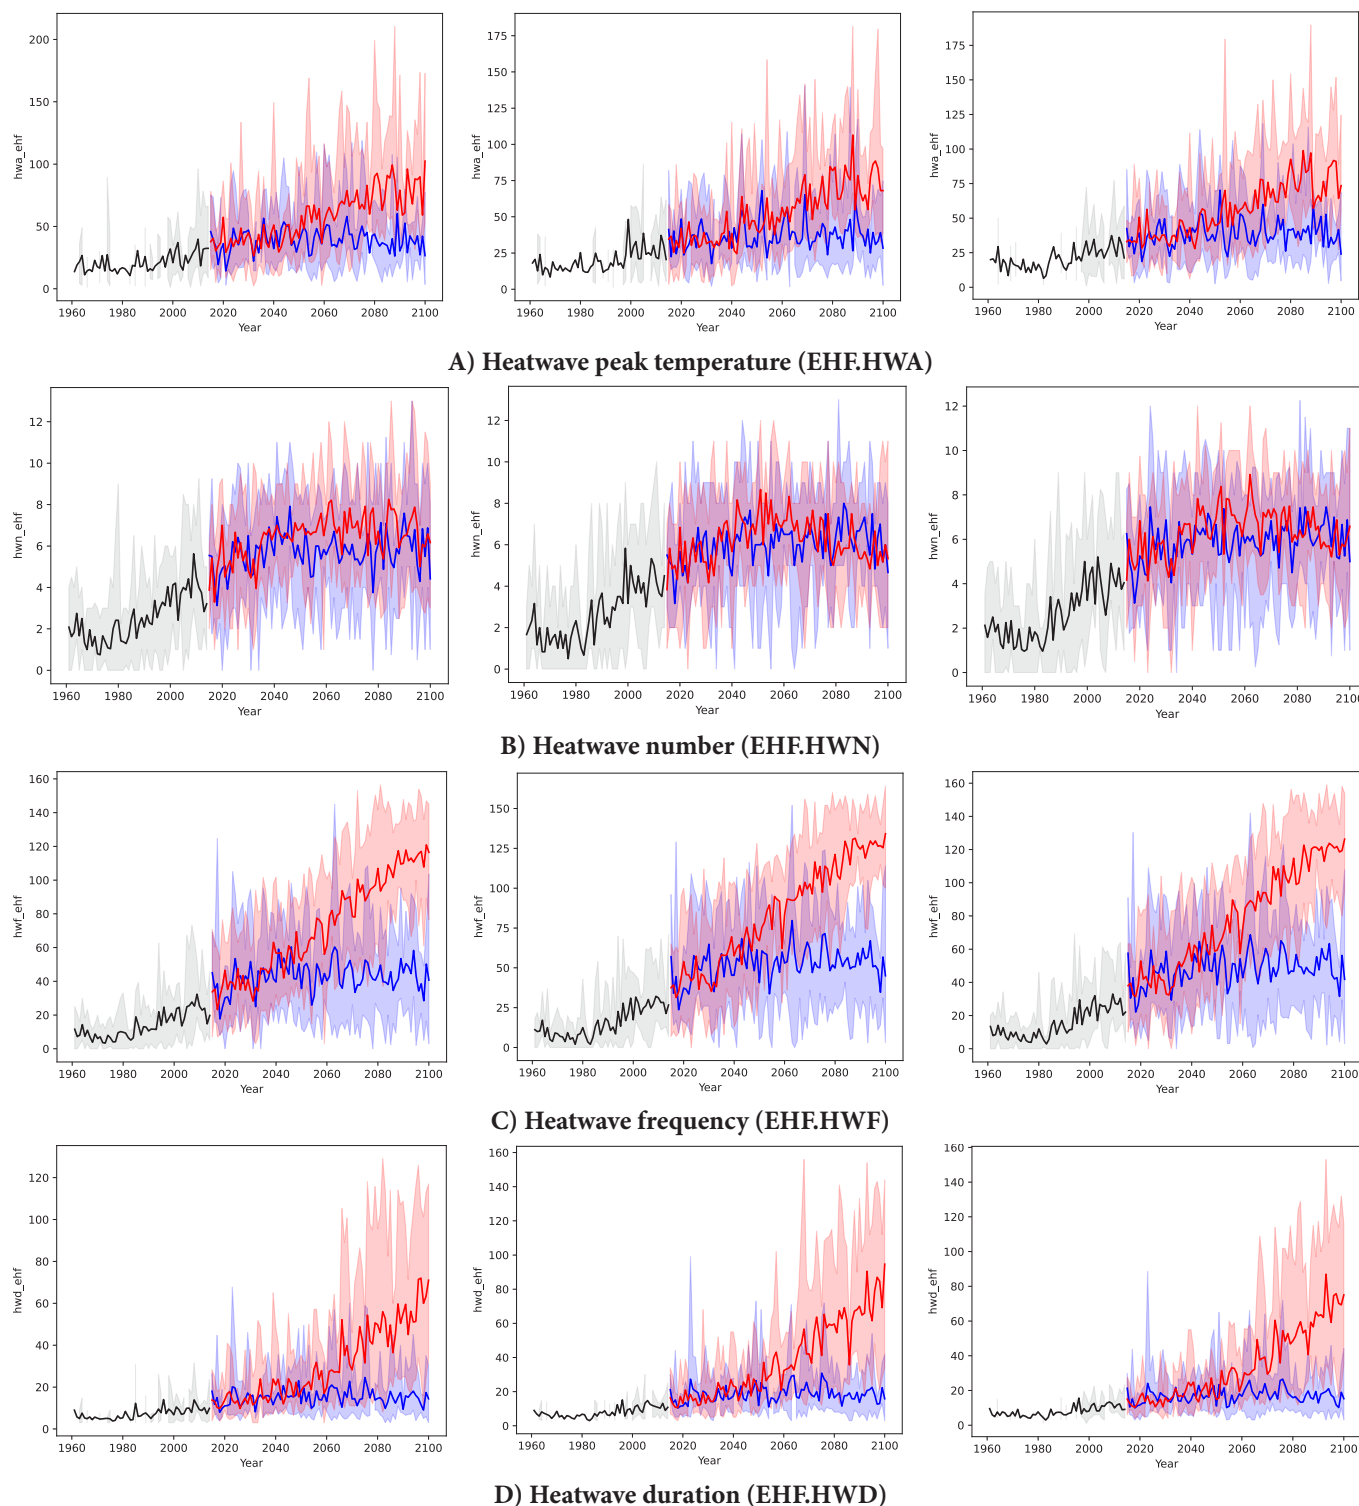 200
150
100
50
0
hwa_ehf
1960 1980 2000 2020 2040 2060 2080 2100
Year
175
150
125
100
75
50
25
0
hwa_ehf
1960 1980 2000 2020 2040 2060 2080 2100
Year
175
150
125
100
75
50
25
0
hwa_ehf
1960 1980 2000 2020 2040 2060 2080 2100
Year
A) Heatwave peak temperature (EHF.HWA)
12
10
8
6
4
2
0
hwn_ehf
1960 1980 2000 2020 2040 2060 2080 2100
Year
12
10
8
6
4
2
0
hwn_ehf
1960 1980 2000 2020 2040 2060 2080 2100
Year
12
10
8
6
4
2
0
hwn_ehf
1960 1980 2000 2020 2040 2060 2080 2100
Year
B) Heatwave number (EHF.HWN)
160
140
120
100
80
60
40
20
0
hwf_ehf
1960 1980 2000 2020 2040 2060 2080 2100
Year
150
125
100
75
50
25
0
hwf_ehf
1960 1980 2000 2020 2040 2060 2080 2100
Year
160
140
120
100
80
60
40
20
0
hwf_ehf
1960 1980 2000 2020 2040 2060 2080 2100
Year
C) Heatwave frequency (EHF.HWF)
120
100
80
60
40
20
0
hwd_ehf
1960 1980 2000 2020 2040 2060 2080 2100
Year
160
140
120
100
80
60
40
20
0
hwd_ehf
1960 1980 2000 2020 2040 2060 2080 2100
Year
160
140
120
100
80
60
40
20
0
hwd_ehf
1960 1980 2000 2020 2040 2060 2080 2100
Year
D) Heatwave duration (EHF.HWD)